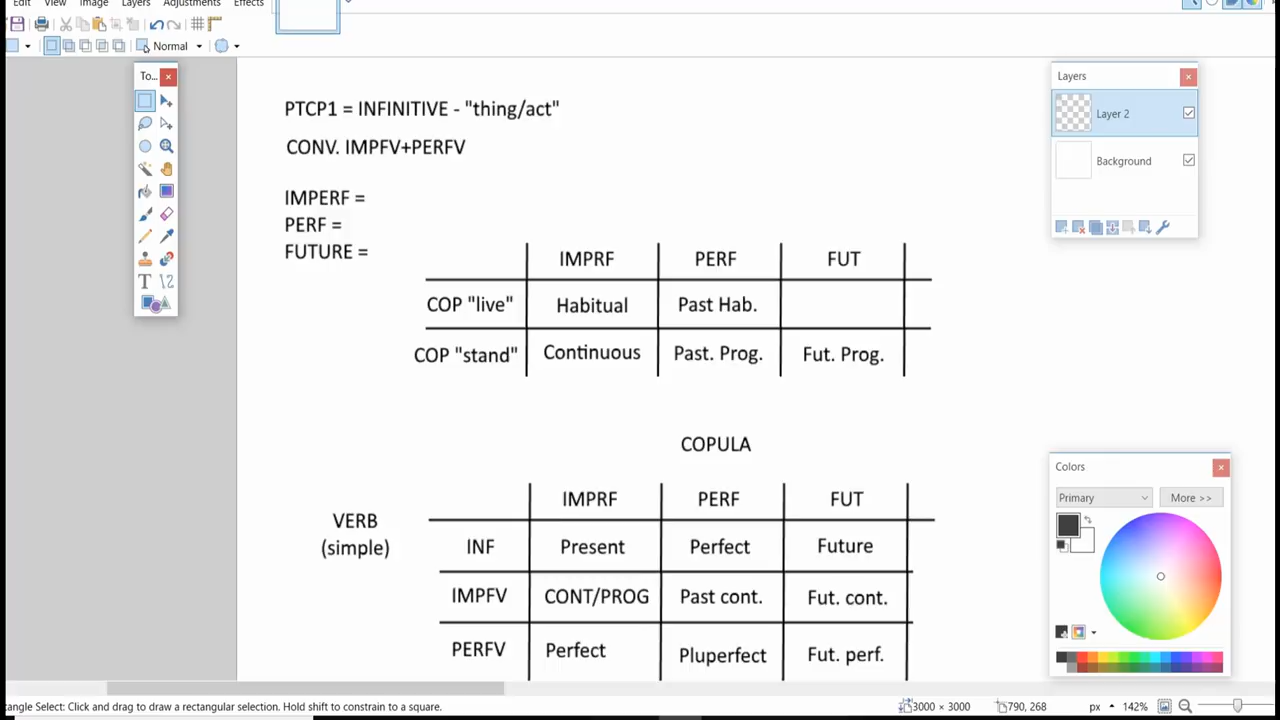 Edit View Image Layers Adjustments Effects
Normal
To...
Layers
Layer 2
Background
PTCP1 = INFINITIVE - "thing/act"
CONV. IMPFV+PERFV
IMPERF =
PERF =
FUTURE =
IMPRF PERF FUT
COP "live" Habitual Past Hab.
COP "stand" Continuous Past. Prog. Fut. Prog.
COPULA
IMPRF PERF FUT
VERB
(simple)
INF Present Perfect Future
IMPFV CONT/PROG Past cont. Fut. cont.
PERFV Perfect Pluperfect Fut. perf.
Colors
Primary More >>
tangle Select: Click and drag to draw a rectangular selection. Hold shift to constrain to a square.
3000 × 3000 790, 268 px 142%